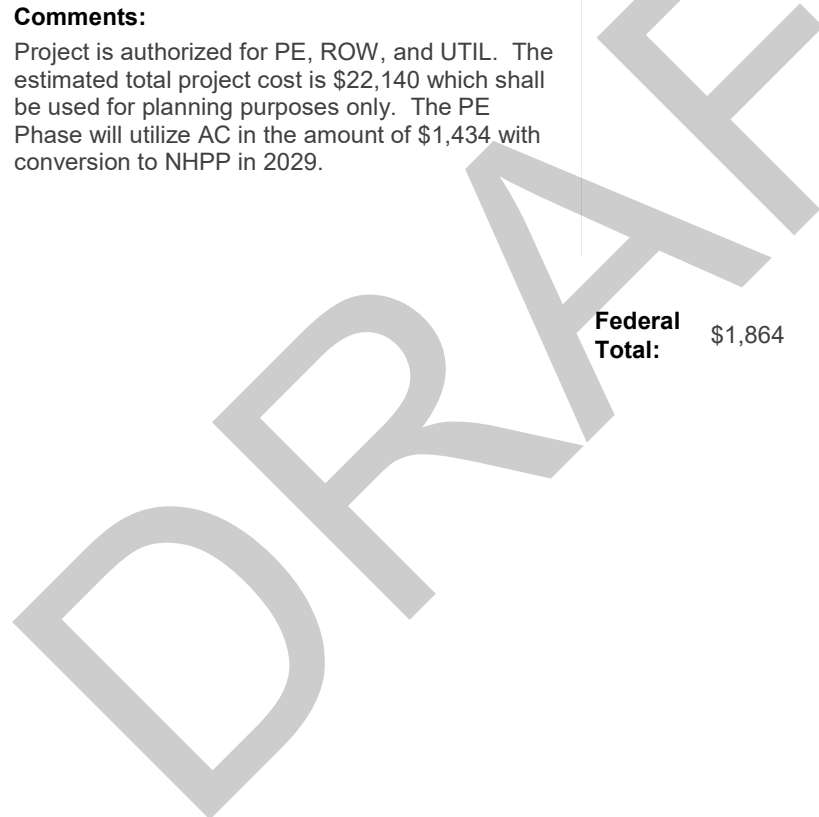 Comments:
Project is authorized for PE, ROW, and UTIL. The
estimated total project cost is $22,140 which shall
be used for planning purposes only. The PE
Phase will utilize AC in the amount of $1,434 with
conversion to NHPP in 2029.
Federal
Total: $1,864
DRAF